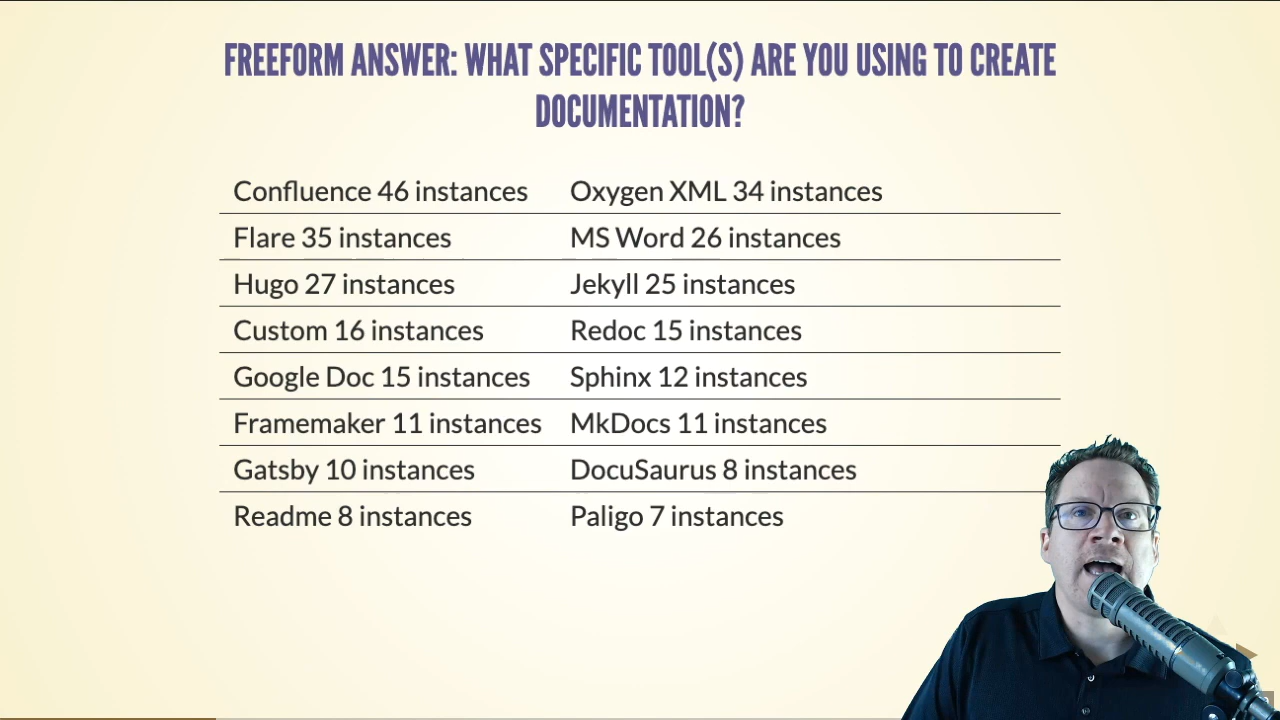 FREEFORM ANSWER: WHAT SPECIFIC TOOL(S) ARE YOU USING TO CREATE
DOCUMENTATION?
Confluence 46 instances Oxygen XML 34 instances
Flare 35 instances MS Word 26 instances
Hugo 27 instances Jekyll 25 instances
Custom 16 instances Redoc 15 instances
Google Doc 15 instances Sphinx 12 instances
Framemaker 11 instances MkDocs 11 instances
Gatsby 10 instances DocuSaurus 8 instances
Readme 8 instances Paligo 7 instances